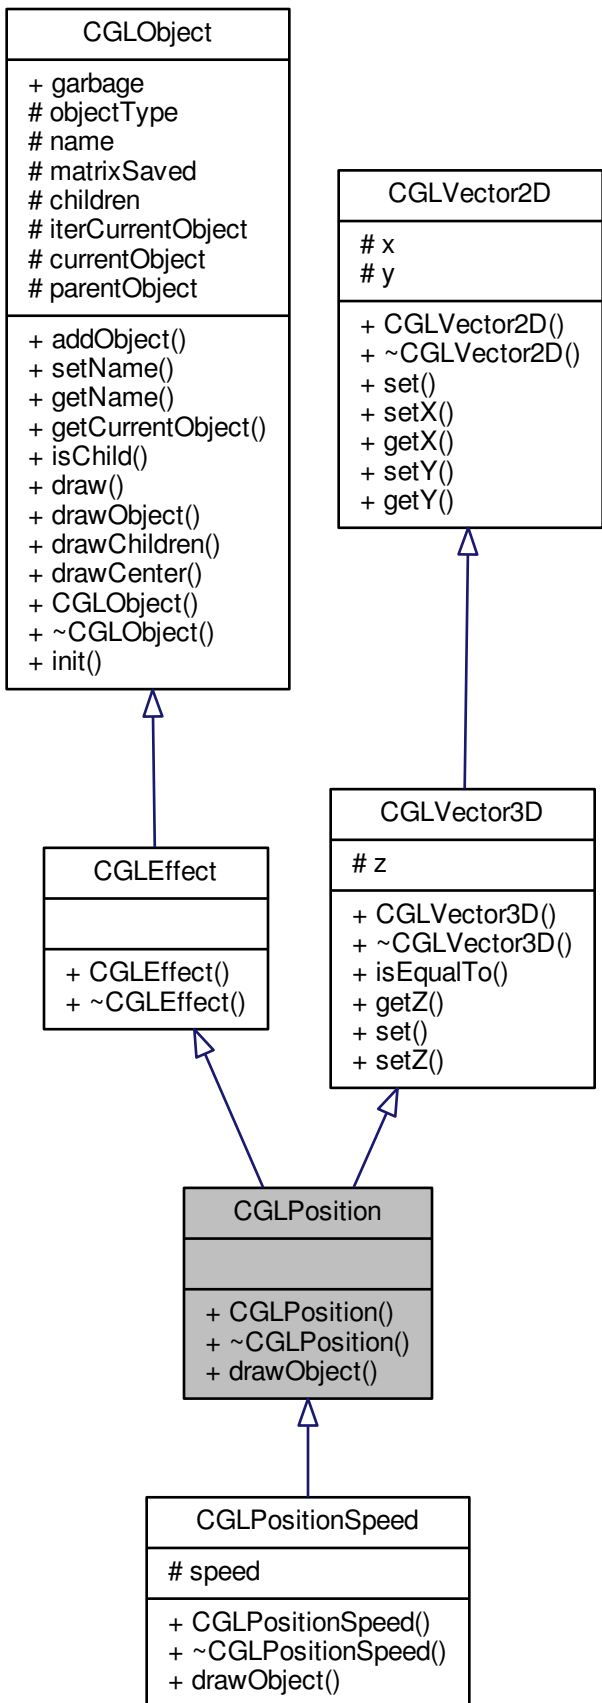 CGLObject
+ garbage
# objectType
# name
# matrixSaved
# children
# iterCurrentObject
# currentObject
# parentObject
+ addObject()
+ setName()
+ getName()
+ getCurrentObject()
+ isChild()
+ draw()
+ drawObject()
+ drawChildren()
+ drawCenter()
+ CGLObject()
+ ~CGLObject()
+ init()
CGLVector2D
# x
# y
+ CGLVector2D()
+ ~CGLVector2D()
+ set()
+ setX()
+ getX()
+ setY()
+ getY()
CGLEffect
+ CGLEffect()
+ ~CGLEffect()
CGLVector3D
# z
+ CGLVector3D()
+ ~CGLVector3D()
+ isEqualTo()
+ getZ()
+ set()
+ setZ()
CGLPosition
+ CGLPosition()
+ ~CGLPosition()
+ drawObject()
CGLPositionSpeed
# speed
+ CGLPositionSpeed()
+ ~CGLPositionSpeed()
+ drawObject()